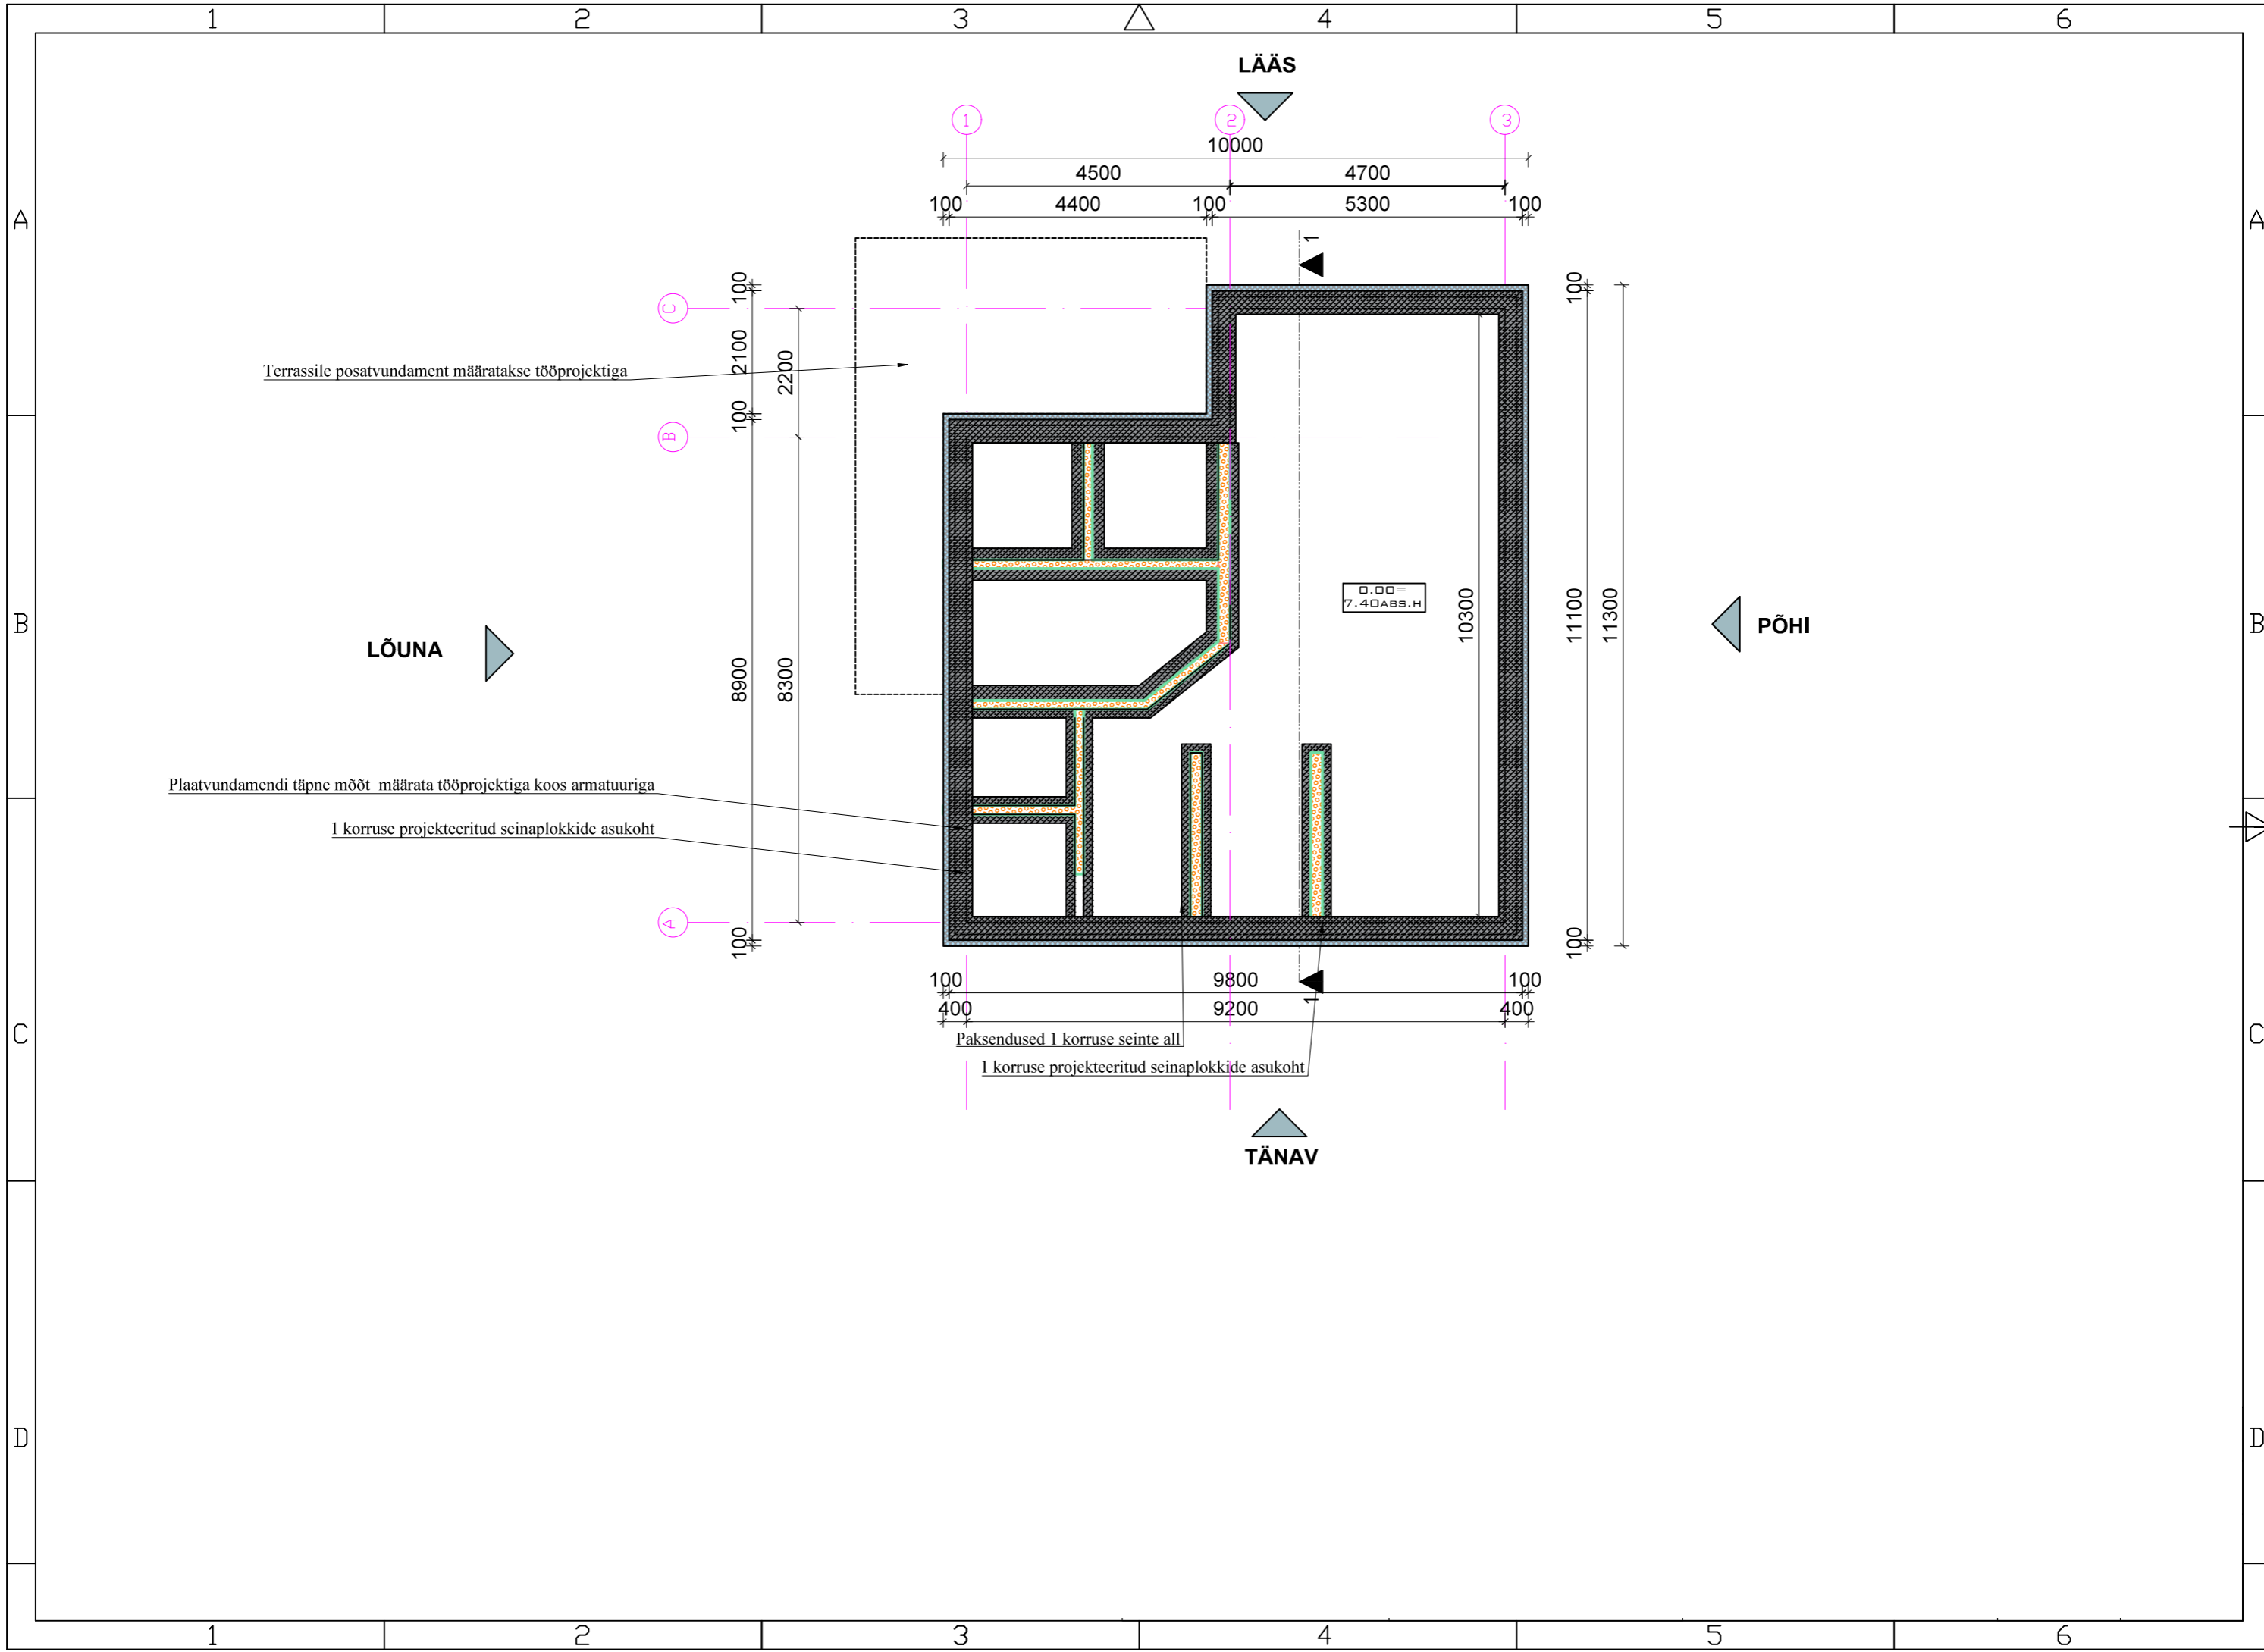 1 2 3 4 5 6
LÄÄS
1 2 3
10000
4500 4700
100 4400 100 5300 100
A A
1
C
100
100
2100
2200
Terrassile posatvundament määratakse tööprojektiga
100
B
0.00=
7.40ABS.H
10300
11100
11300
B B
LÕUNA
PÕHI
8900
8300
Plaatvundamendi täpne mõõt määrata tööprojektiga koos armatuuriga
1 korruse projekteeritud seinaplokkide asukoht
A
100
100
100 9800 100
1
400 9200 400
C C
Paksendused 1 korruse seinte all
1 korruse projekteeritud seinaplokkide asukoht
TÄNAV
D D
1 2 3 4 5 6